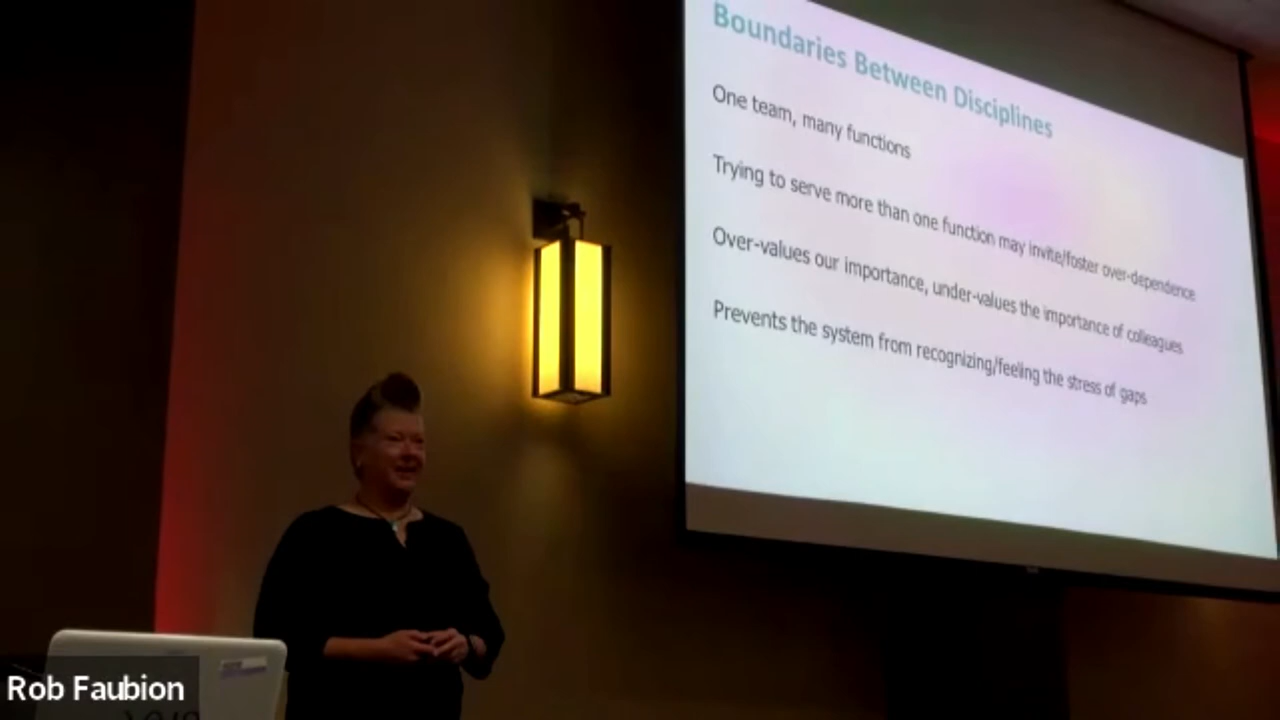 Boundaries Between Disciplines
One team, many functions
Trying to serve more than one function may invite/foster over-dependence
Over-values our importance, under-values the importance of colleagues
Prevents the system from recognizing/feeling the stress of gaps
Rob Faubion